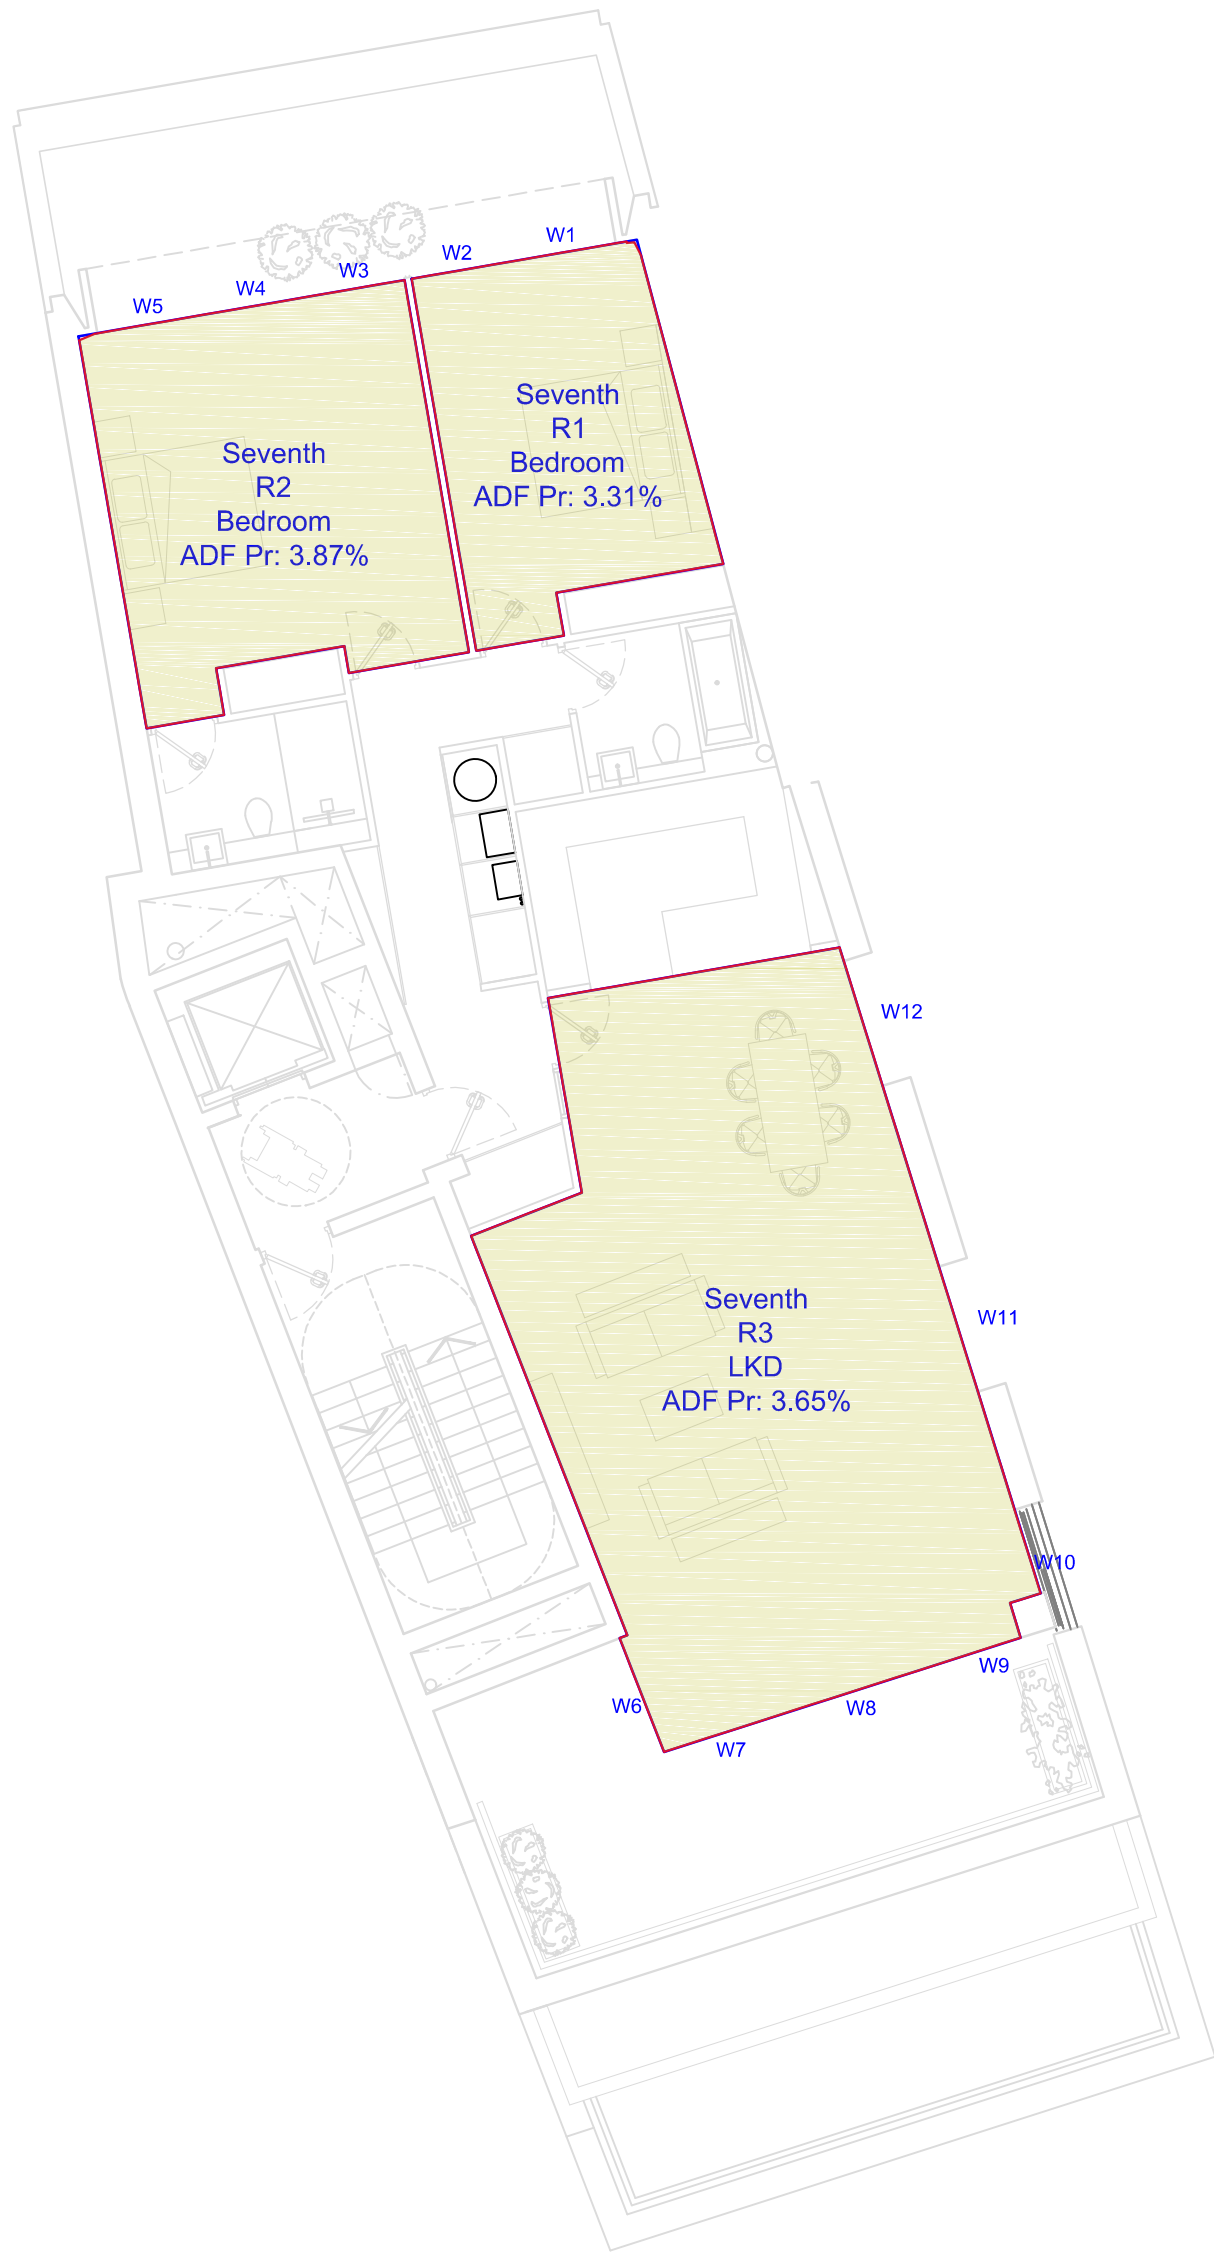 W1
W2
W3
W4
W5
Seventh
R1
Bedroom
ADF Pr: 3.31%
Seventh
R2
Bedroom
ADF Pr: 3.87%
W12
Seventh
R3
LKD
ADF Pr: 3.65%
W11
W10
W9
W6
W8
W7